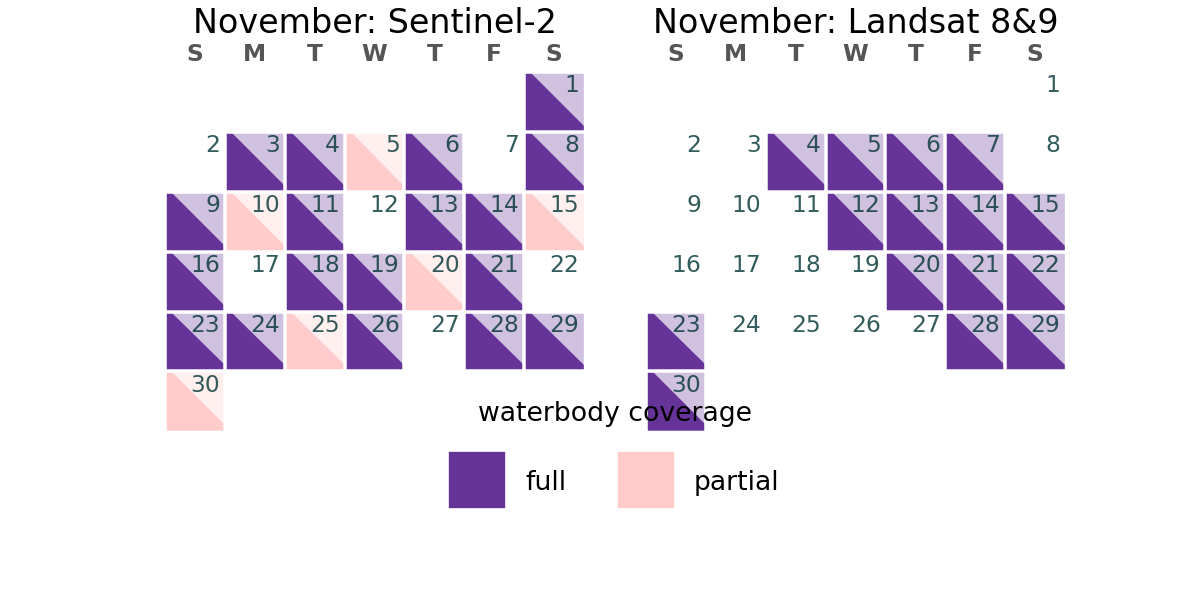 November: Sentinel-2
S M T W T F S
1
2 3 4 5 6 7 8
9 10 11 12 13 14 15
16 17 18 19 20 21 22
23 24 25 26 27 28 29
30
November: Landsat 8&9
S M T W T F S
1
2 3 4 5 6 7 8
9 10 11 12 13 14 15
16 17 18 19 20 21 22
23 24 25 26 27 28 29
30
waterbody coverage
full partial